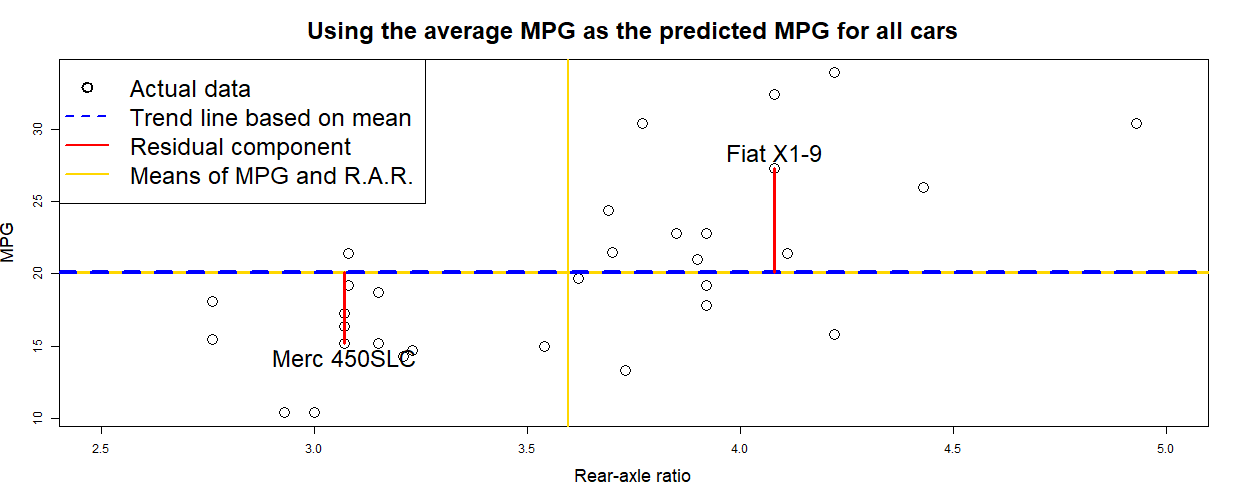 Using the average MPG as the predicted MPG for all cars
Actual data
Trend line based on mean
Residual component
Means of MPG and R.A.R.
Fiat X1-9
Merc 450SLC
MPG
30
25
20
15
10
2.5 3.0 3.5 4.0 4.5 5.0
Rear-axle ratio